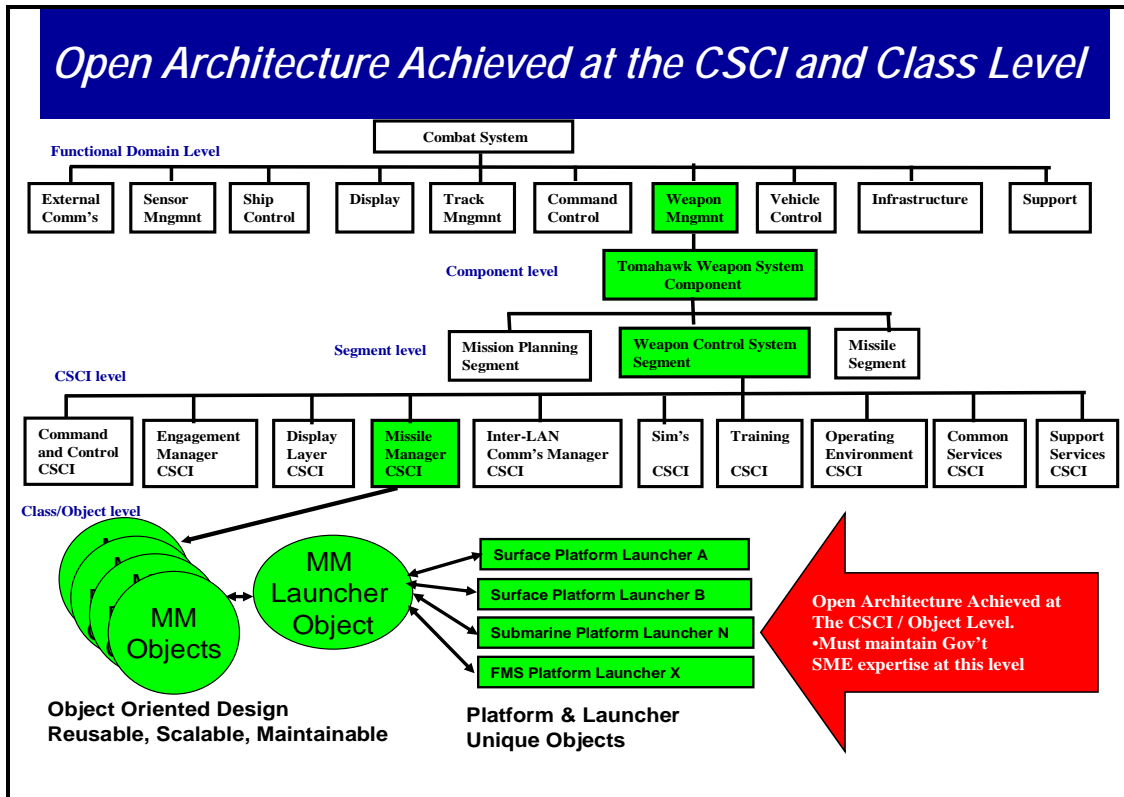 Open Architecture Achieved at the CSCI and Class Level
Combat System
Functional Domain Level
External
Comm's
Sensor
Mngmnt
Ship
Control
Display
Track
Mngmnt
Command
Control
Weapon
Mngmnt
Vehicle
Control
Infrastructure
Support
Component level
Tomahawk Weapon System
Component
Segment level
Mission Planning
Segment
Weapon Control System
Segment
Missile
Segment
CSCI level
Command
and Control
CSCI
Engagement
Manager
CSCI
Display
Layer
CSCI
Missile
Manager
CSCI
Inter-LAN
Comm's Manager
CSCI
Sim's
CSCI
Training
CSCI
Operating
Environment
CSCI
Common
Services
CSCI
Support
Services
CSCI
Class/Object level
MM
Objects
MM
Launcher
Object
Surface Platform Launcher A
Surface Platform Launcher B
Submarine Platform Launcher N
FMS Platform Launcher X
Open Architecture Achieved at
The CSCI / Object Level.
•Must maintain Gov't
SME expertise at this level
Object Oriented Design
Reusable, Scalable, Maintainable
Platform & Launcher
Unique Objects